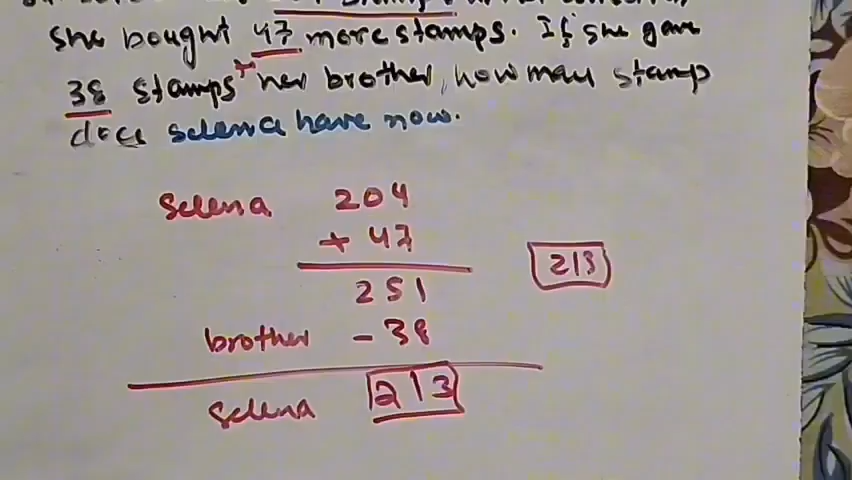 she bought 47 more stamps. If she gave
38 stamps to her brother, how many stamp
does selena have now.
Selena 204
+ 47
213
251
brother - 38
Selena 213